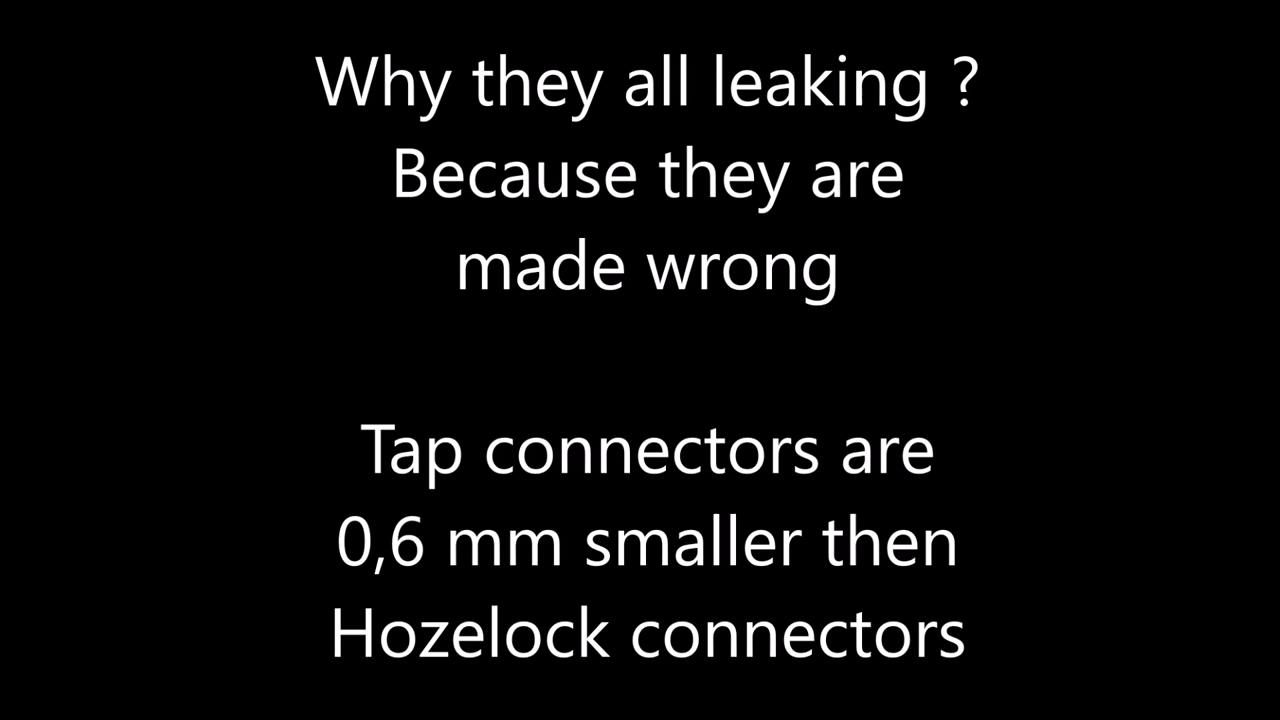 Why they all leaking ?
Because they are
made wrong
Tap connectors are
0,6 mm smaller then
Hozelock connectors